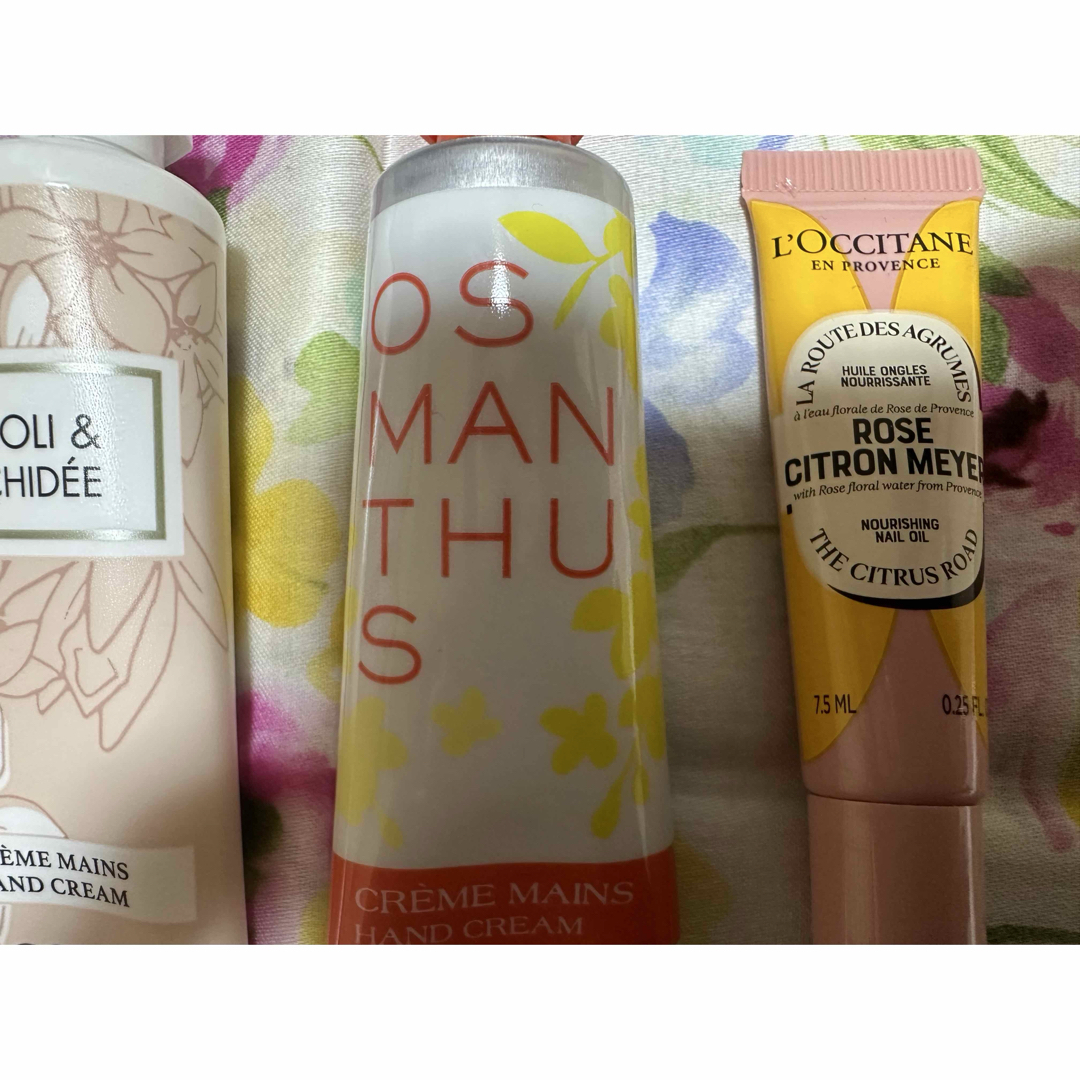 OLI &
CHIDÉE
ÈME MAINS
AND CREAM
OS
MAN
THU
S
CRÈME MAINS
HAND CREAM
L'OCCITANE
EN PROVENCE
LA ROUTE DES AGRUMES
HUILE ONGLES
NOURRISSANTE
à l'eau florale de Rose de Provence
ROSE
CITRON MEYER
with Rose floral water from Provence
NOURISHING
NAIL OIL
THE CITRUS ROAD
7.5 ML
0.25 FL